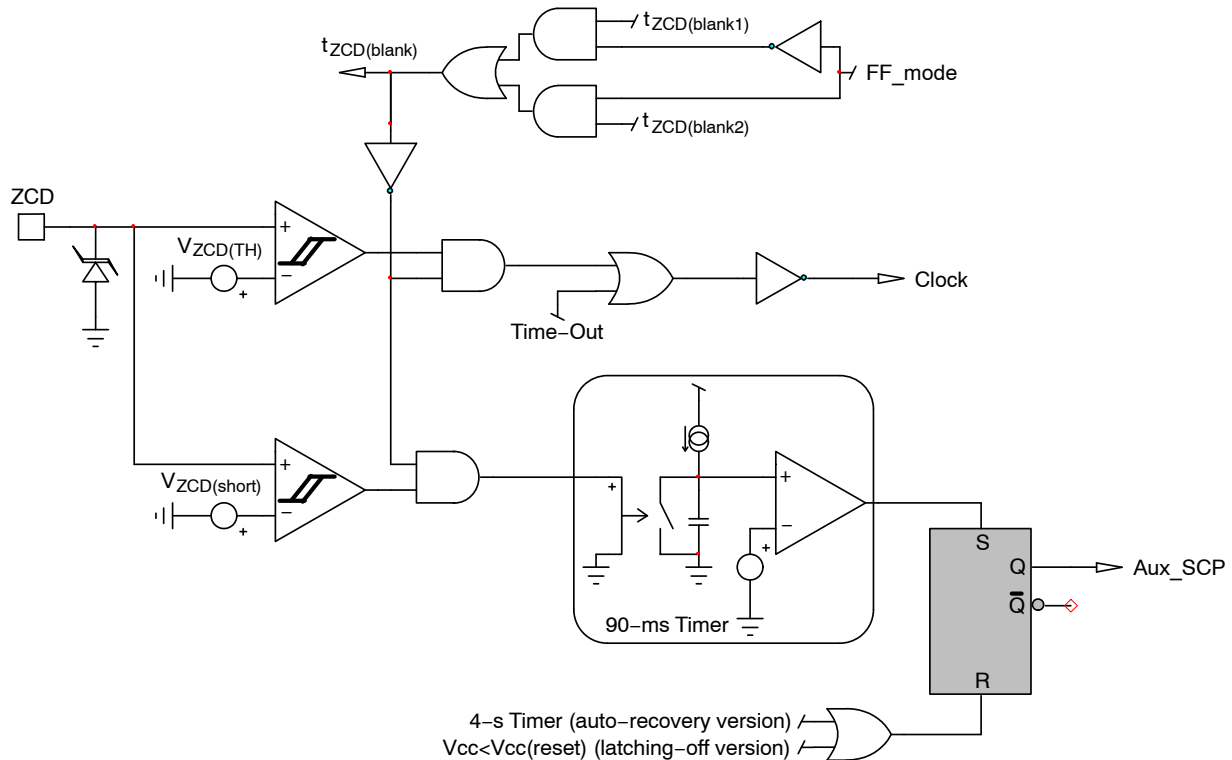 tZCD(blank1)
tZCD(blank)
FF_mode
tZCD(blank2)
ZCD
+
VZCD(TH)
−
+
Clock
Time−Out
+
VZCD(short)
−
+
+
+
−
+
90−ms Timer
S
Q
Aux_SCP
Q̅
R
4−s Timer (auto−recovery version)
Vcc<Vcc(reset) (latching−off version)